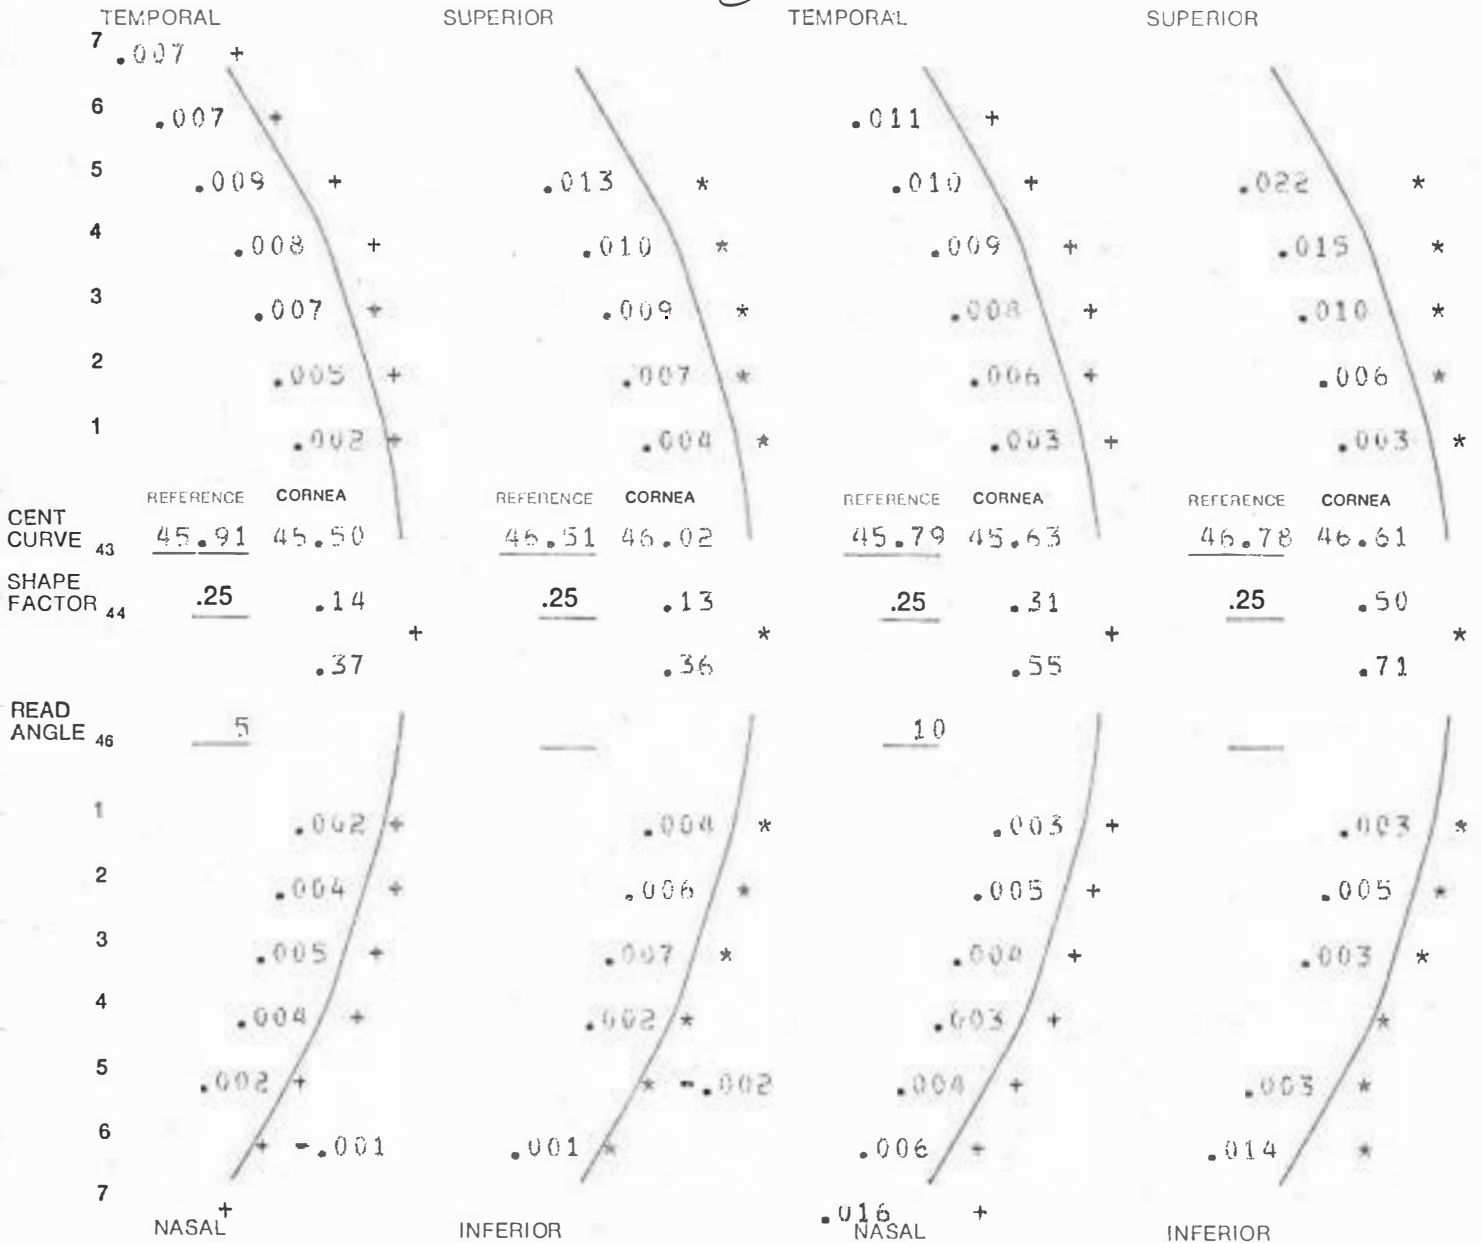 TEMPORAL SUPERIOR TEMPORAL SUPERIOR
7 .007 +
6 .007 + .011 +
5 .009 + .013 * .010 + .022 *
4 .008 + .010 * .009 + .015 *
3 .007 + .009 * .008 + .010 *
2 .005 + .007 * .006 + .006 *
1 .002 + .004 * .003 + .003 *
REFERENCE CORNEA REFERENCE CORNEA REFERENCE CORNEA REFERENCE CORNEA
CENT
CURVE 43 45.91 45.50 46.51 46.02 45.79 45.63 46.78 46.61
SHAPE
FACTOR 44 .25 .14 .25 .13 .25 .31 .25 .50
+ * + *
.37 .36 .55 .71
READ
ANGLE 46 5 10
1 .002 + .004 * .003 + .003 *
2 .004 + .006 * .005 + .005 *
3 .005 + .007 * .004 + .003 *
4 .004 + .002 * .003 + *
5 .002 + * -.002 .004 + .003 *
6 + -.001 .001 * .006 + .014 *
7 + .016 +
NASAL INFERIOR NASAL INFERIOR